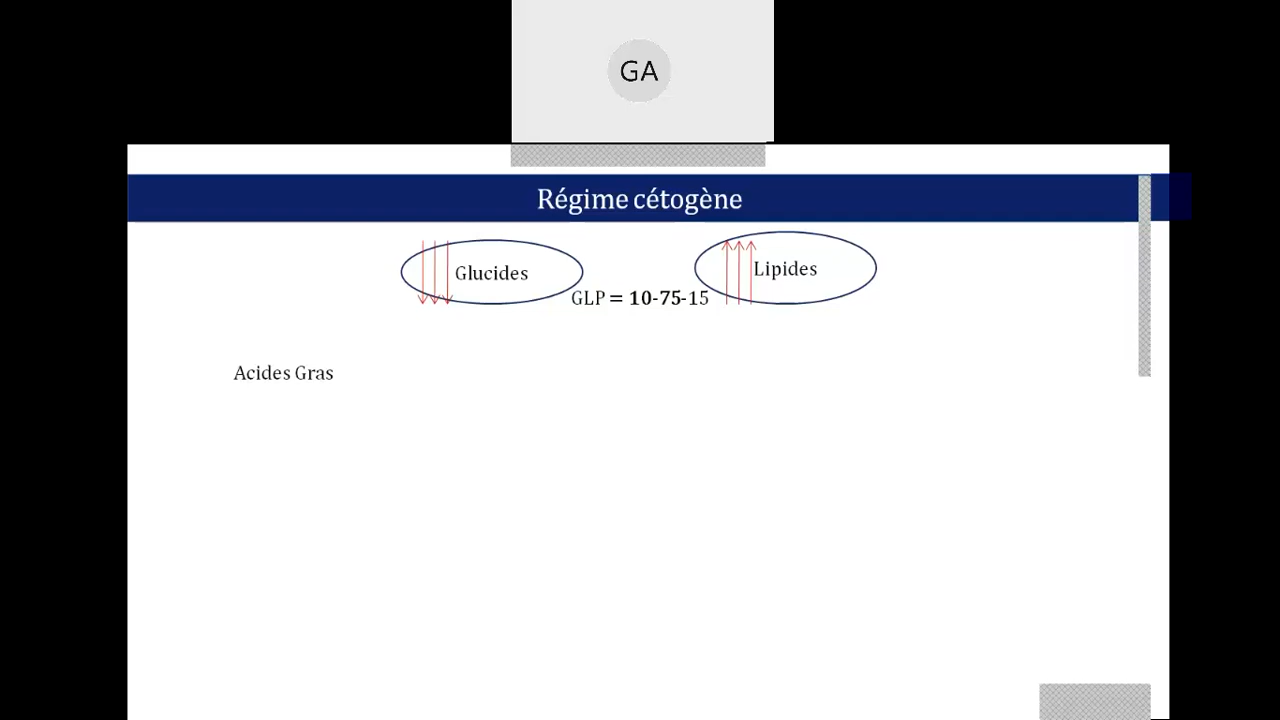 GA
Régime cétogène
Glucides
Lipides
GLP = 10-75-15
Acides Gras